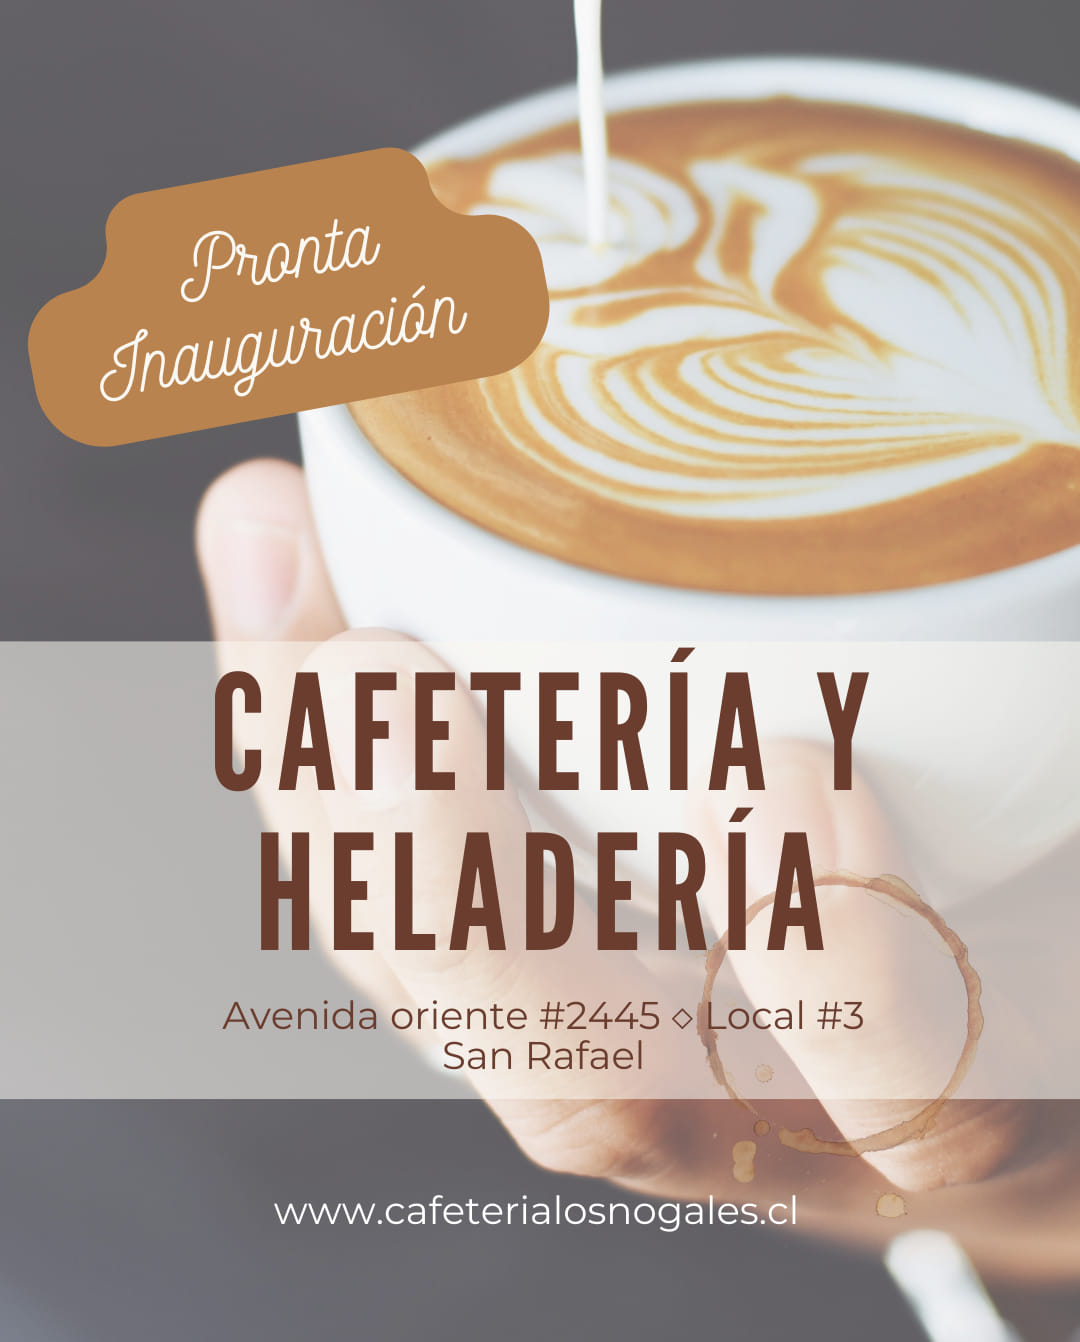 Pronta
Inauguración
CAFETERÍA Y
HELADERÍA
Avenida oriente #2445 ⋄ Local #3
San Rafael
www.cafeterialosnogales.cl